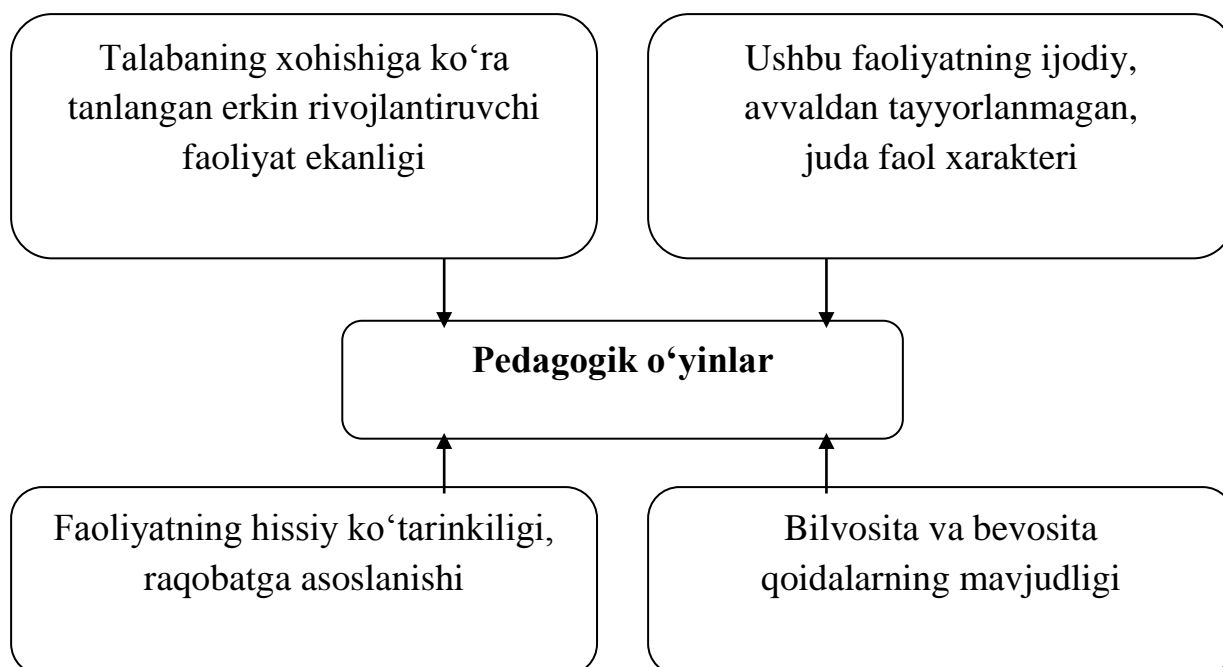 Talabaning xohishiga ko‘ra
tanlangan erkin rivojlantiruvchi
faoliyat ekanligi
Ushbu faoliyatning ijodiy,
avvaldan tayyorlanmagan,
juda faol xarakteri
Pedagogik o‘yinlar
Faoliyatning hissiy ko‘tarinkiligi,
raqobatga asoslanishi
Bilvosita va bevosita
qoidalarning mavjudligi